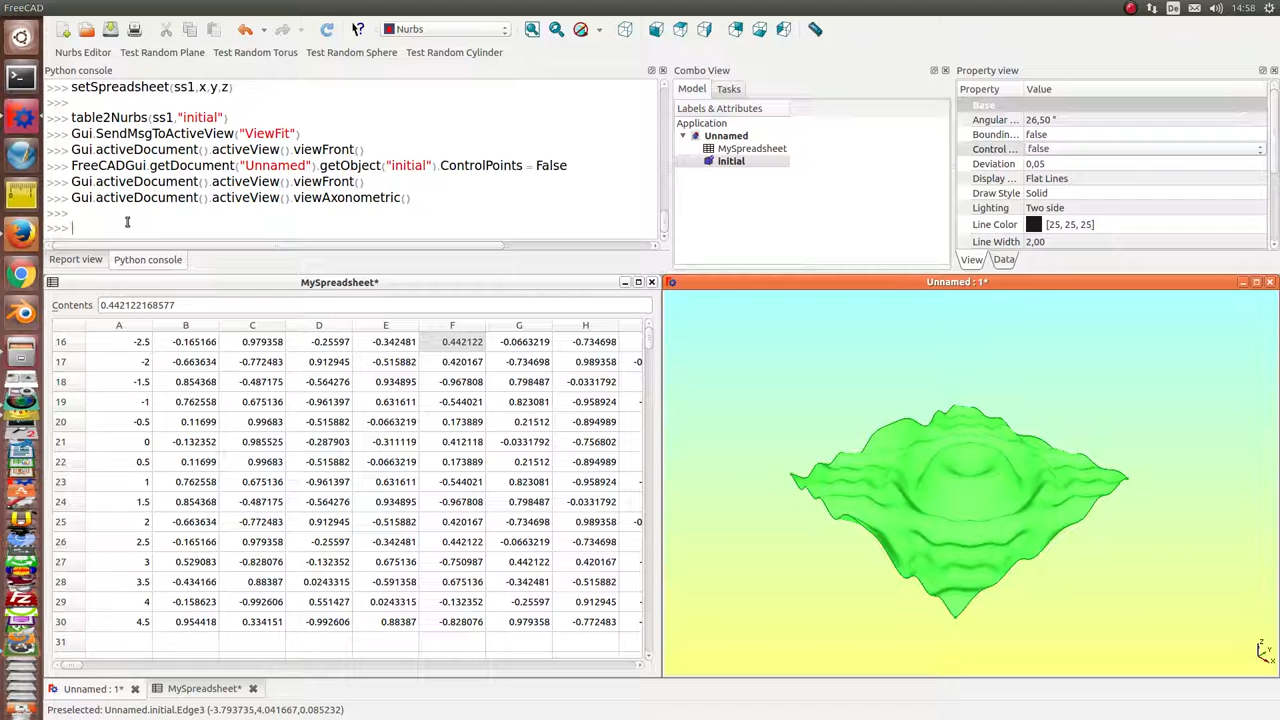 FreeCAD
De
14:58
Nurbs
Nurbs Editor Test Random Plane Test Random Torus Test Random Sphere Test Random Cylinder
Python console
>>> setSpreadsheet(ss1,x,y,z)
>>>
>>> table2Nurbs(ss1,"initial")
>>> Gui.SendMsgToActiveView("ViewFit")
>>> Gui.activeDocument().activeView().viewFront()
>>> FreeCADGui.getDocument("Unnamed").getObject("initial").ControlPoints = False
>>> Gui.activeDocument().activeView().viewFront()
>>> Gui.activeDocument().activeView().viewAxonometric()
>>>
>>>
Report view Python console
Combo View
Model Tasks
Labels & Attributes
Application
Unnamed
MySpreadsheet
initial
Property view
Property Value
Base
Angular ... 26,50 °
Boundin... false
Control ... false
Deviation 0,05
Display ... Flat Lines
Draw Style Solid
Lighting Two side
Line Color [25, 25, 25]
Line Width 2,00
View Data
MySpreadsheet*
Contents 0.442122168577
A B C D E F G H
16 -2.5 -0.165166 0.979358 -0.25597 -0.342481 0.442122 -0.0663219 -0.734698
17 -2 -0.663634 -0.772483 0.912945 -0.515882 0.420167 -0.734698 0.989358 -0
18 -1.5 0.854368 -0.487175 -0.564276 0.934895 -0.967808 0.798487 -0.0331792
19 -1 0.762558 0.675136 -0.961397 0.631611 -0.544021 0.823081 -0.958924
20 -0.5 0.11699 0.99683 -0.515882 -0.0663219 0.173889 0.21512 -0.894989
21 0 -0.132352 0.985525 -0.287903 -0.311119 0.412118 -0.0331792 -0.756802
22 0.5 0.11699 0.99683 -0.515882 -0.0663219 0.173889 0.21512 -0.894989
23 1 0.762558 0.675136 -0.961397 0.631611 -0.544021 0.823081 -0.958924
24 1.5 0.854368 -0.487175 -0.564276 0.934895 -0.967808 0.798487 -0.0331792
25 2 -0.663634 -0.772483 0.912945 -0.515882 0.420167 -0.734698 0.989358 -0
26 2.5 -0.165166 0.979358 -0.25597 -0.342481 0.442122 -0.0663219 -0.734698
27 3 0.529083 -0.828076 -0.132352 0.675136 -0.750987 0.442122 0.420167
28 3.5 -0.434166 0.88387 0.0243315 -0.591358 0.675136 -0.342481 -0.515882
29 4 -0.158623 -0.992606 0.551427 0.0243315 -0.132352 -0.25597 0.912945
30 4.5 0.954418 0.334151 -0.992606 0.88387 -0.828076 0.979358 -0.772483
31
Unnamed : 1*
Z
Y
X
Unnamed : 1* MySpreadsheet*
Preselected: Unnamed.initial.Edge3 (-3.793735,4.041667,0.085232)